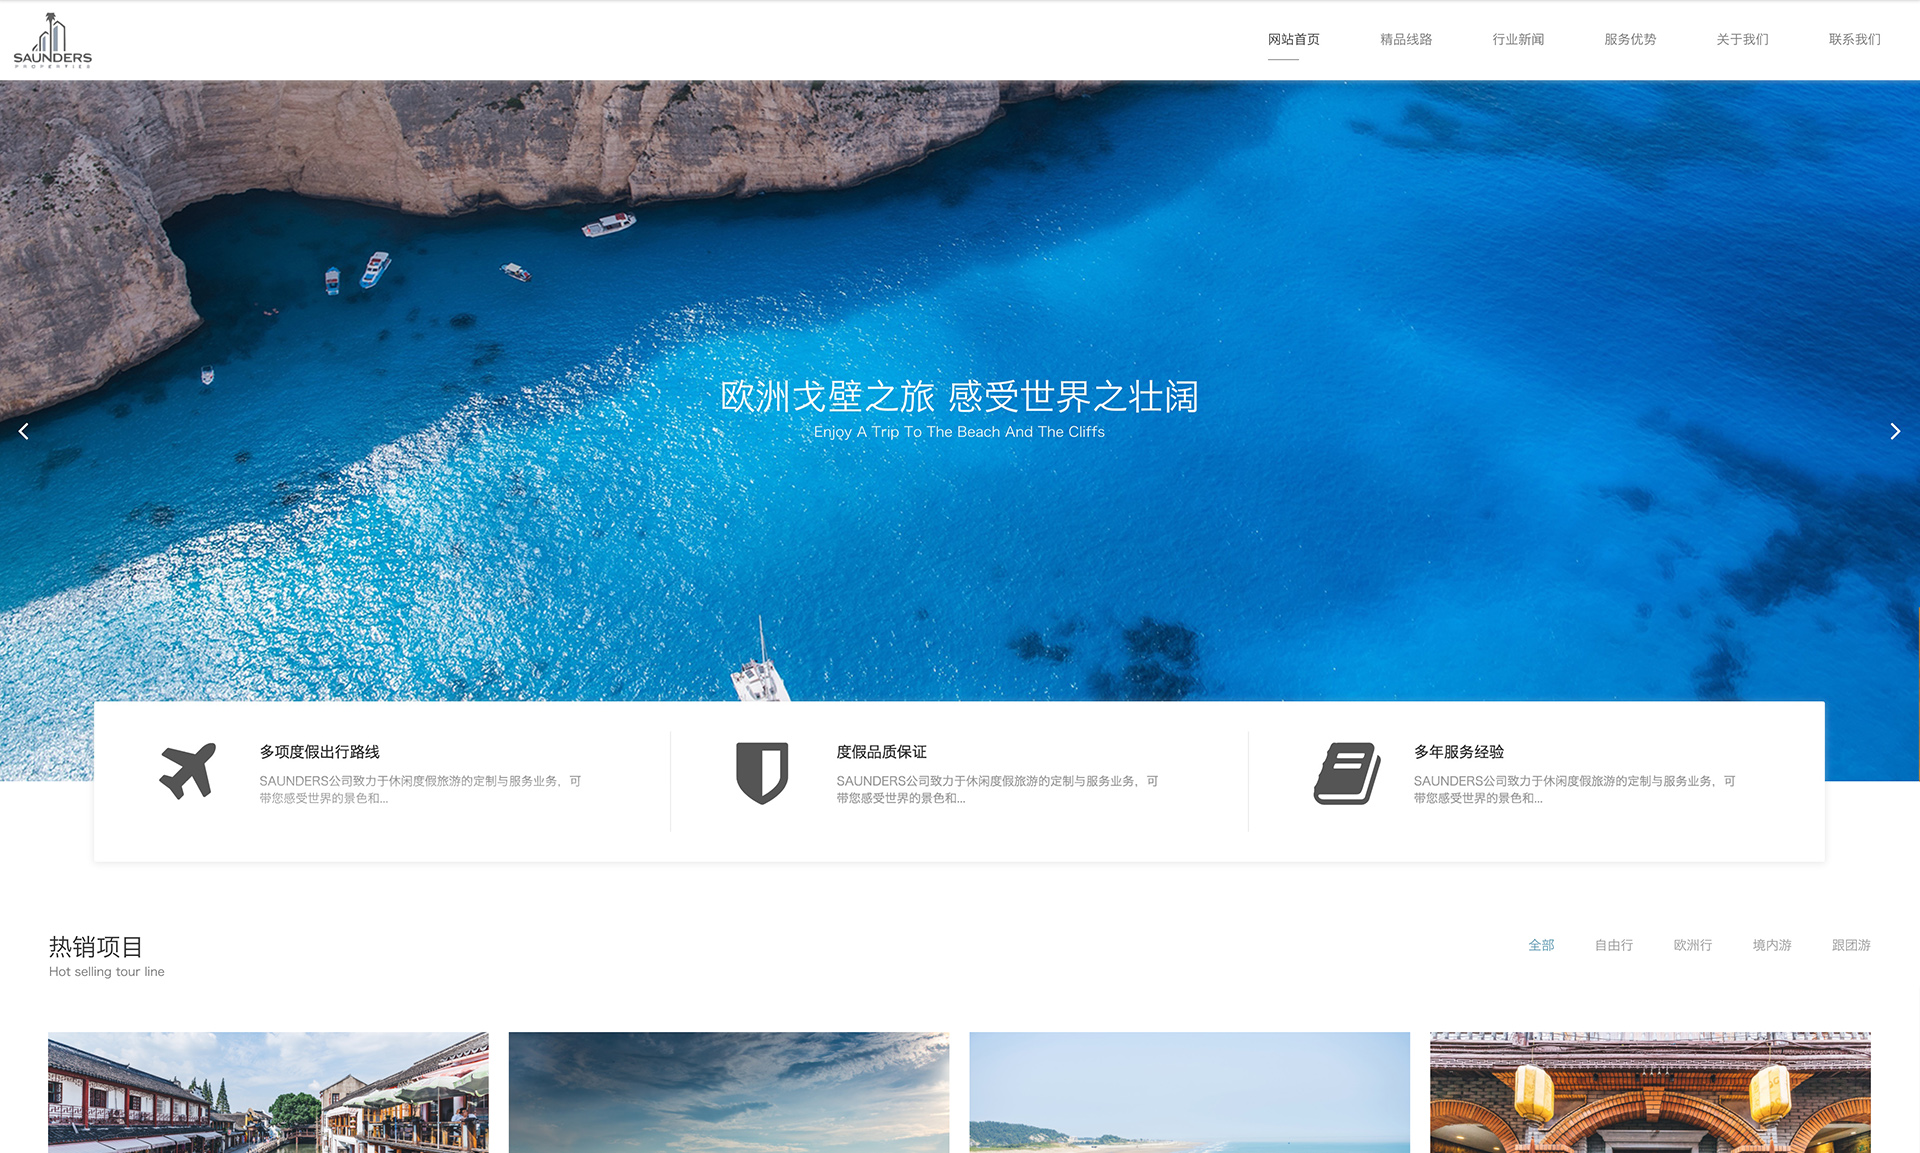 SAUNDERS
PROPERTIES
网站首页
精品线路
行业新闻
服务优势
关于我们
联系我们
欧洲戈壁之旅 感受世界之壮阔
Enjoy A Trip To The Beach And The Cliffs
多项度假出行路线
SAUNDERS公司致力于休闲度假旅游的定制与服务业务，可
带您感受世界的景色和...
度假品质保证
SAUNDERS公司致力于休闲度假旅游的定制与服务业务，可
带您感受世界的景色和...
多年服务经验
SAUNDERS公司致力于休闲度假旅游的定制与服务业务，可
带您感受世界的景色和...
热销项目
Hot selling tour line
全部
自由行
欧洲行
境内游
跟团游